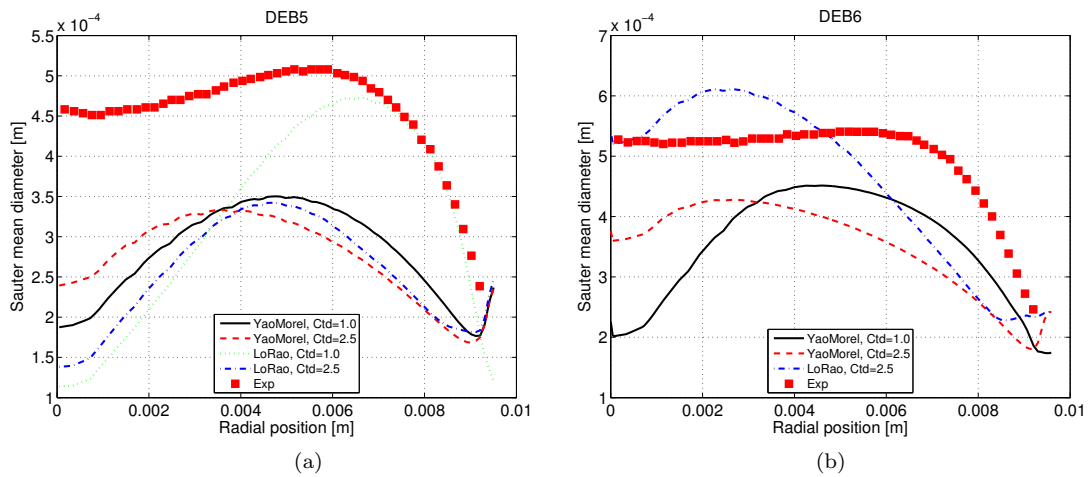 DEB5
x 10⁻⁴
5.5
5
4.5
4
3.5
3
2.5
2
1.5
1
Sauter mean diameter [m]
0 0.002 0.004 0.006 0.008 0.01
Radial position [m]
YaoMorel, Ctd=1.0
YaoMorel, Ctd=2.5
LoRao, Ctd=1.0
LoRao, Ctd=2.5
Exp
(a)
DEB6
x 10⁻⁴
7
6
5
4
3
2
1
Sauter mean diameter [m]
0 0.002 0.004 0.006 0.008 0.01
Radial position [m]
YaoMorel, Ctd=1.0
YaoMorel, Ctd=2.5
LoRao, Ctd=2.5
Exp
(b)